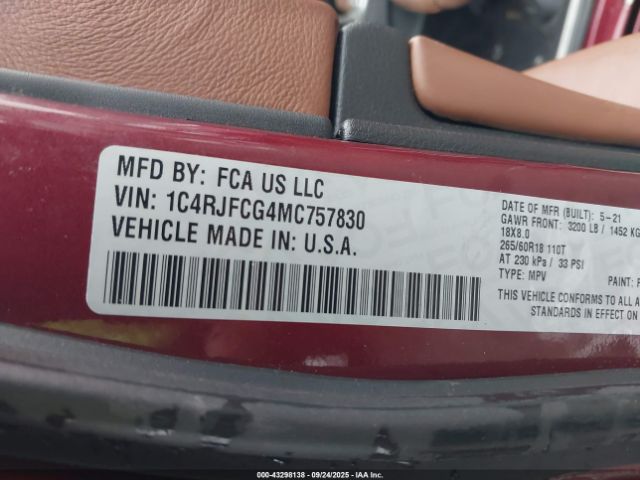 MFD BY: FCA US LLC
VIN: 1C4RJFCG4MC757830
VEHICLE MADE IN: U.S.A.
DATE OF MFR (BUILT): 5-21
GAWR FRONT: 3200 LB / 1452 KG
18X8.0
265/60R18 110T
AT 230 kPa / 33 PSI
TYPE: MPV PAINT:
THIS VEHICLE CONFORMS TO ALL
STANDARDS IN EFFECT ON
000-43298138 - 09/24/2025 - IAA Inc.